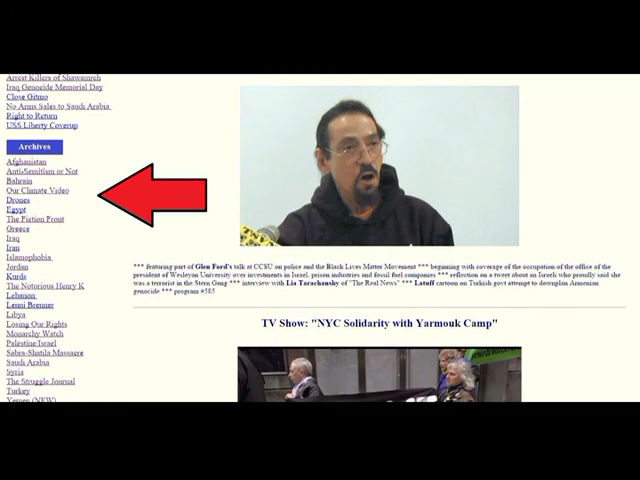 Arrest Killers of Shawamreh
Iraq Genocide Memorial Day
Close Gitmo
No Arms Sales to Saudi Arabia
Right to Return
USS Liberty Coverup
Archives
Afghanistan
Anti-Semitism or Not
Bahrain
Our Climate Video
Drones
Egypt
The Fiction Front
Greece
Iraq
Iran
Islamophobia
Jordan
Kurds
The Notorious Henry K
Lebanon
Lenni Brenner
Libya
Losing Our Rights
Monarchy Watch
Palestine/Israel
Sabra-Shatila Massacre
Saudi Arabia
Syria
The Struggle Journal
Turkey
Yemen (NEW)
*** featuring part of Glen Ford's talk at CCSU on police and the Black Lives Matter Movement *** beginning with coverage of the occupation of the office of the
president of Wesleyan University over investments in Israel, prison industries and fossil fuel companies *** reflection on a tweet about an Israeli who proudly said she
was a terrorist in the Stern Gang *** interview with Lia Tarachansky of "The Real News" *** Latuff cartoon on Turkish govt attempt to downplay Armenian
genocide *** program #585
TV Show: "NYC Solidarity with Yarmouk Camp"